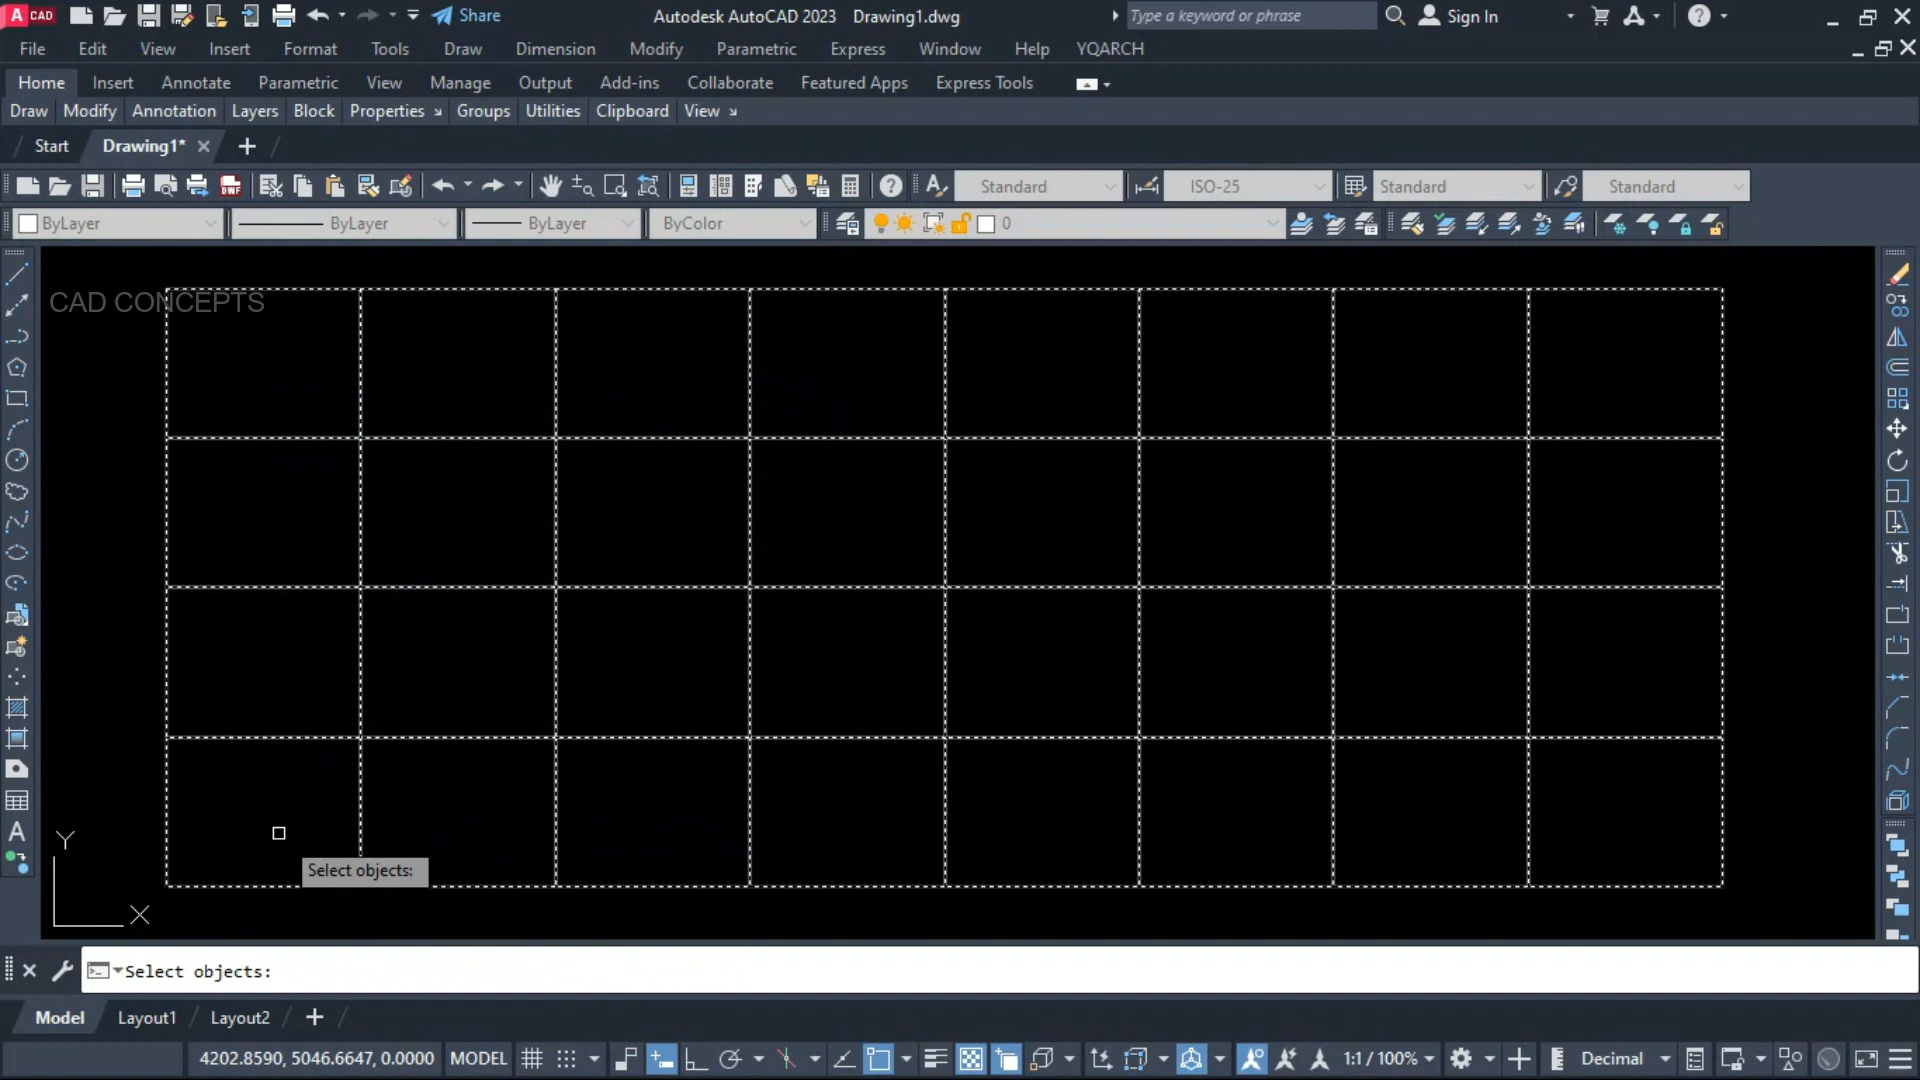 A CAD Share Autodesk AutoCAD 2023 Drawing1.dwg Type a keyword or phrase Sign In
File Edit View Insert Format Tools Draw Dimension Modify Parametric Express Window Help YQARCH
Home Insert Annotate Parametric View Manage Output Add-ins Collaborate Featured Apps Express Tools
Draw Modify Annotation Layers Block Properties Groups Utilities Clipboard View
Start Drawing1*
DWF Standard ISO-25 Standard Standard
ByLayer ByLayer ByLayer ByColor 0
CAD CONCEPTS
Y
Select objects:
X
Select objects:
Model Layout1 Layout2
4202.8590, 5046.6647, 0.0000 MODEL 1:1 / 100% Decimal